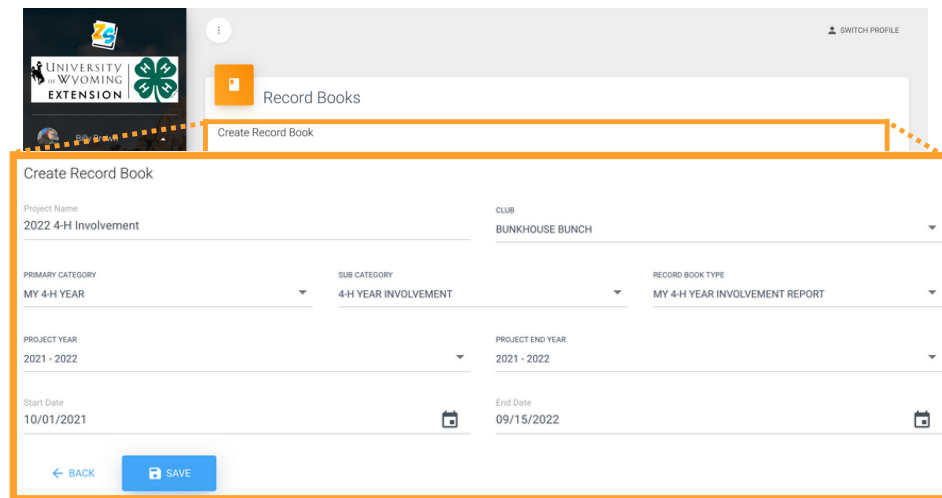 ZS
SWITCH PROFILE
UNIVERSITY
OF WYOMING
EXTENSION
H H H H
Record Books
Billy Brown
Create Record Book
Create Record Book
Project Name
2022 4-H Involvement
CLUB
BUNKHOUSE BUNCH
PRIMARY CATEGORY
MY 4-H YEAR
SUB CATEGORY
4-H YEAR INVOLVEMENT
RECORD BOOK TYPE
MY 4-H YEAR INVOLVEMENT REPORT
PROJECT YEAR
2021 - 2022
PROJECT END YEAR
2021 - 2022
Start Date
10/01/2021
End Date
09/15/2022
BACK
SAVE